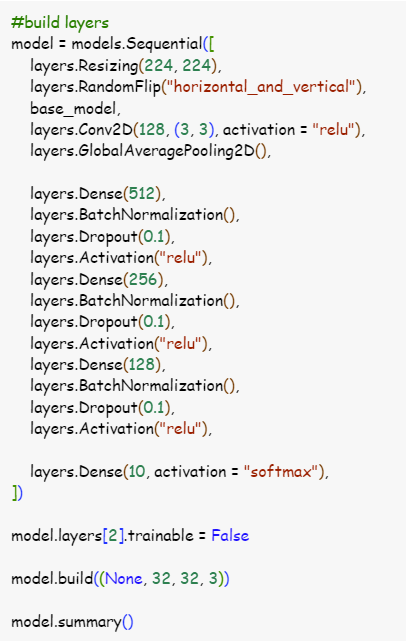 #build layers
model = models.Sequential([
    layers.Resizing(224, 224),
    layers.RandomFlip("horizontal_and_vertical"),
    base_model,
    layers.Conv2D(128, (3, 3), activation = "relu"),
    layers.GlobalAveragePooling2D(),

    layers.Dense(512),
    layers.BatchNormalization(),
    layers.Dropout(0.1),
    layers.Activation("relu"),
    layers.Dense(256),
    layers.BatchNormalization(),
    layers.Dropout(0.1),
    layers.Activation("relu"),
    layers.Dense(128),
    layers.BatchNormalization(),
    layers.Dropout(0.1),
    layers.Activation("relu"),

    layers.Dense(10, activation = "softmax"),
])

model.layers[2].trainable = False

model.build((None, 32, 32, 3))

model.summary()